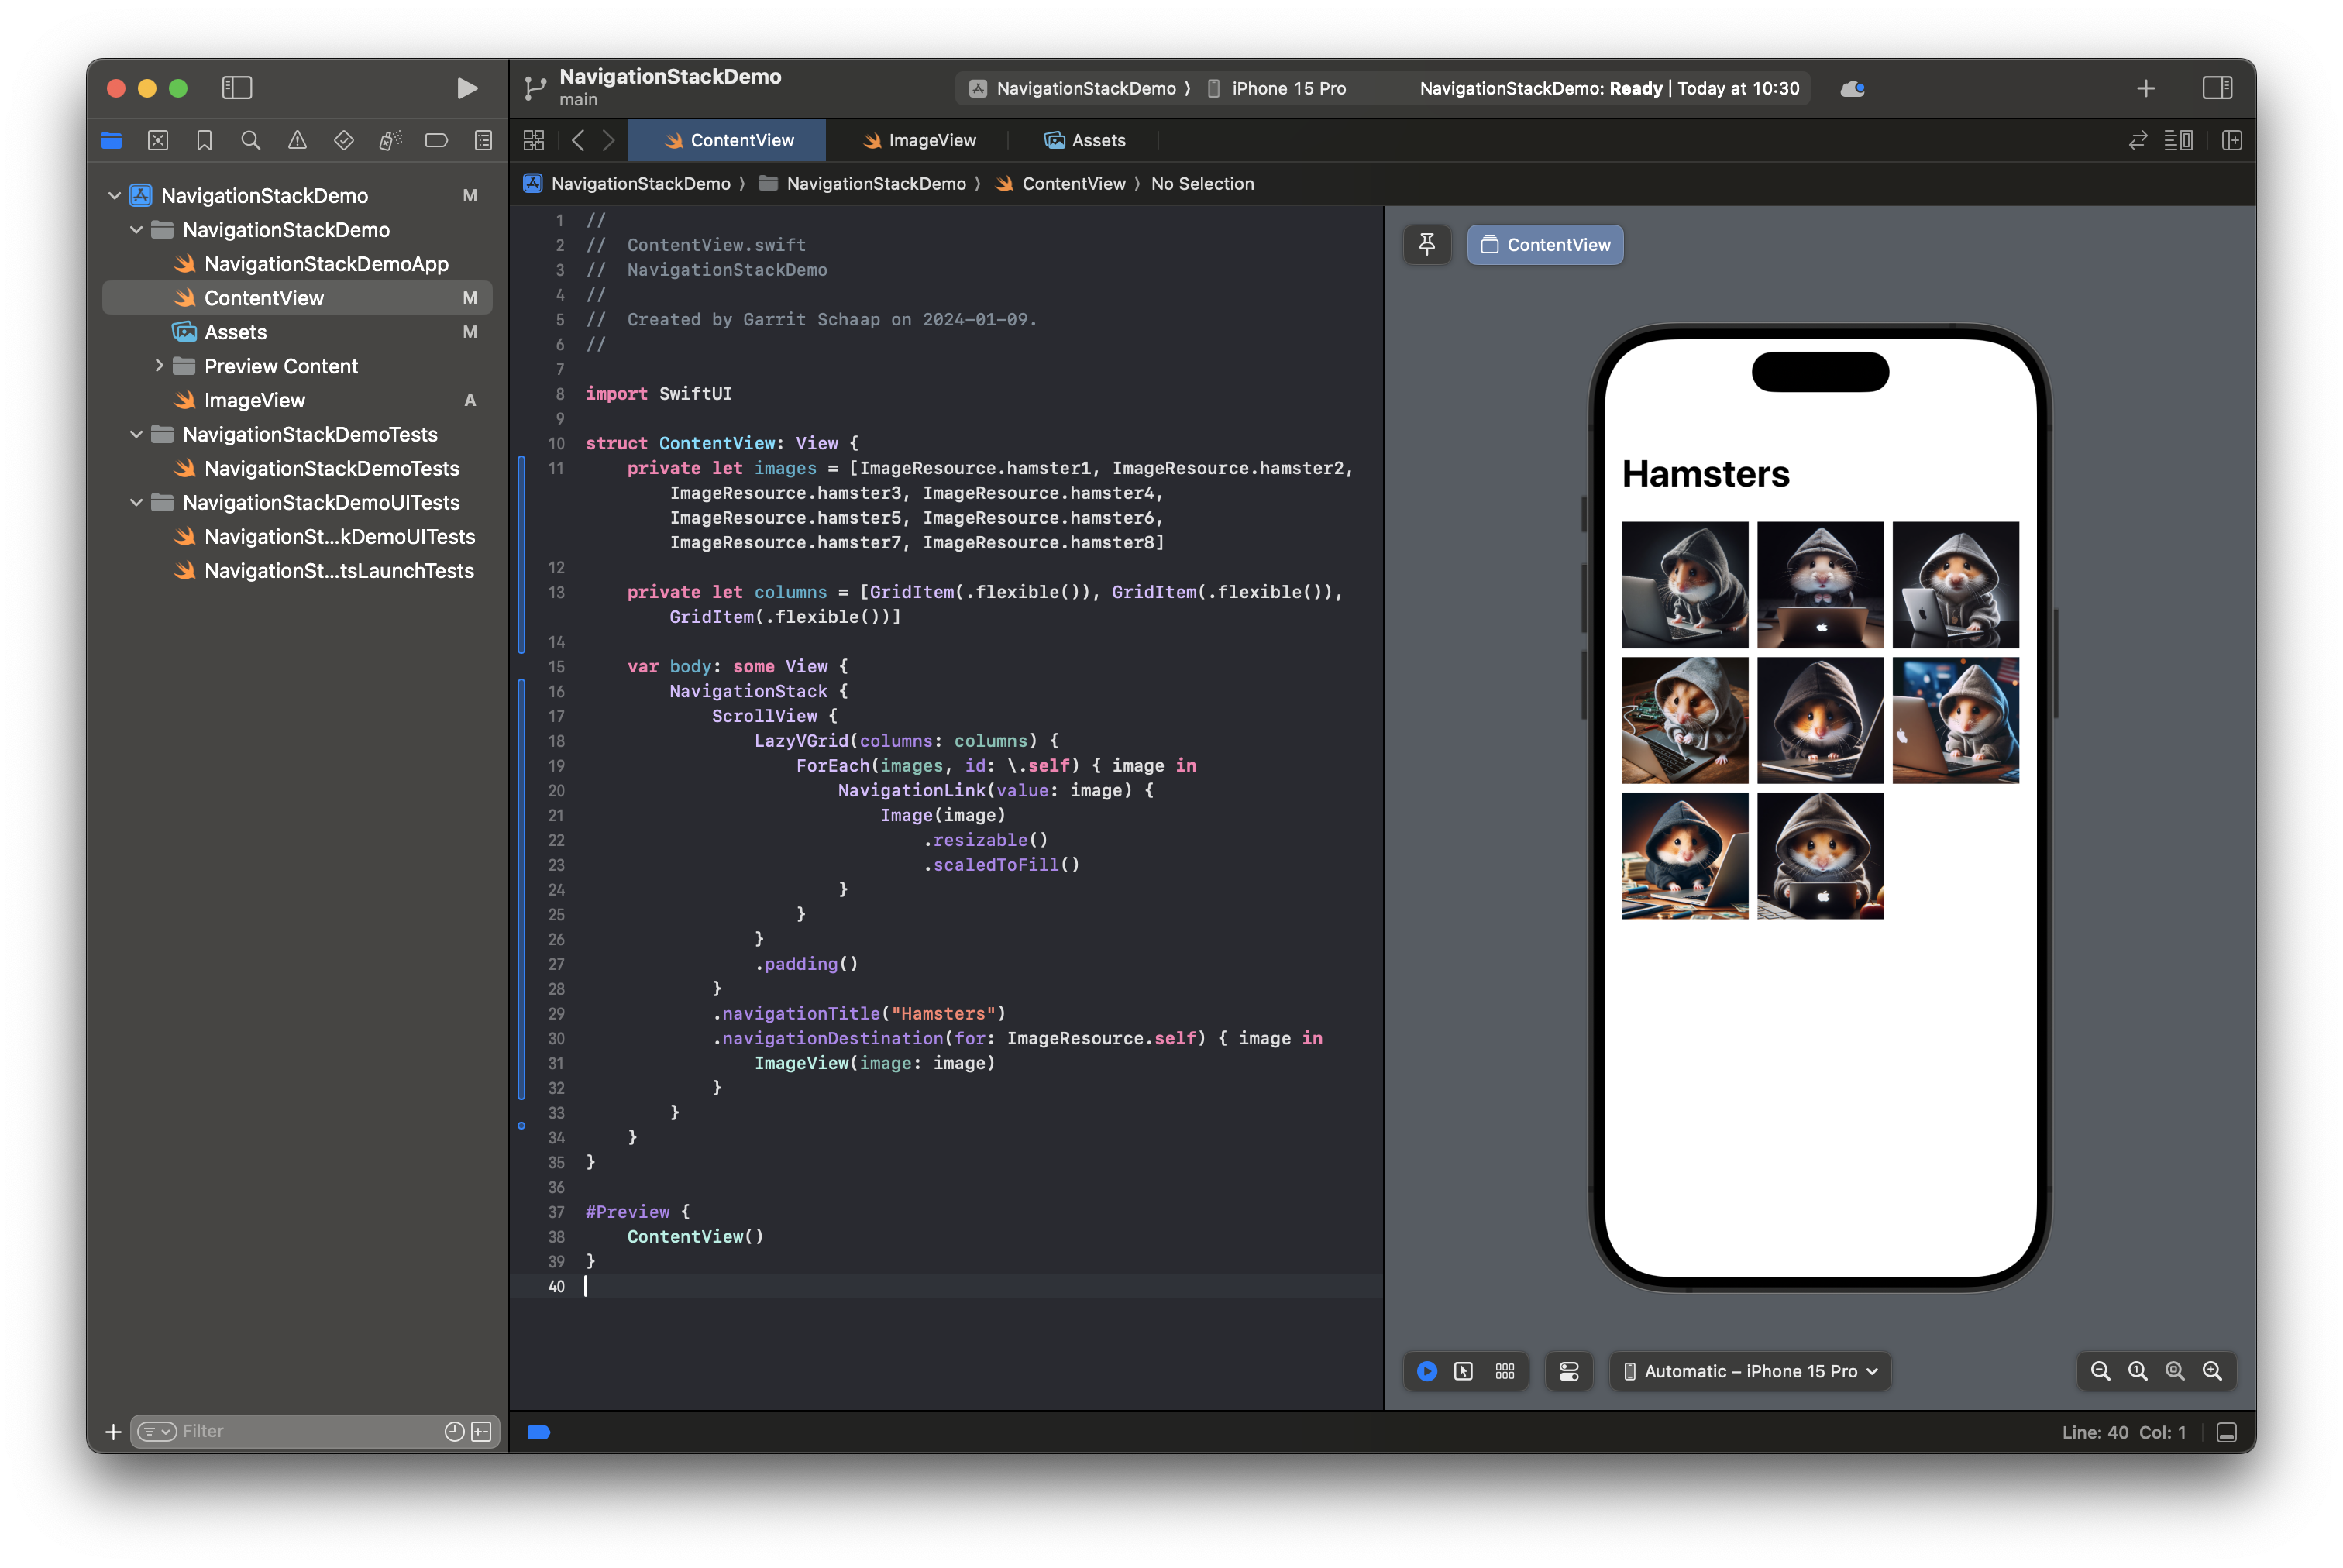 NavigationStackDemo
main
NavigationStackDemo 〉 iPhone 15 Pro
NavigationStackDemo: Ready | Today at 10:30
ContentView
ImageView
Assets
NavigationStackDemo 〉 NavigationStackDemo 〉 ContentView 〉 No Selection
NavigationStackDemo M
NavigationStackDemo
NavigationStackDemoApp
ContentView M
Assets M
Preview Content
ImageView A
NavigationStackDemoTests
NavigationStackDemoTests
NavigationStackDemoUITests
NavigationSt...kDemoUITests
NavigationSt...tsLaunchTests
Filter
1 //
2 //  ContentView.swift
3 //  NavigationStackDemo
4 //
5 //  Created by Garrit Schaap on 2024-01-09.
6 //
7
8 import SwiftUI
9
10 struct ContentView: View {
11     private let images = [ImageResource.hamster1, ImageResource.hamster2,
ImageResource.hamster3, ImageResource.hamster4,
ImageResource.hamster5, ImageResource.hamster6,
ImageResource.hamster7, ImageResource.hamster8]
12
13     private let columns = [GridItem(.flexible()), GridItem(.flexible()),
GridItem(.flexible())]
14
15     var body: some View {
16         NavigationStack {
17             ScrollView {
18                 LazyVGrid(columns: columns) {
19                     ForEach(images, id: \.self) { image in
20                         NavigationLink(value: image) {
21                             Image(image)
22                                 .resizable()
23                                 .scaledToFill()
24                         }
25                     }
26                 }
27                 .padding()
28             }
29             .navigationTitle("Hamsters")
30             .navigationDestination(for: ImageResource.self) { image in
31                 ImageView(image: image)
32             }
33         }
34     }
35 }
36
37 #Preview {
38     ContentView()
39 }
40
ContentView
Hamsters
Automatic – iPhone 15 Pro
Line: 40 Col: 1